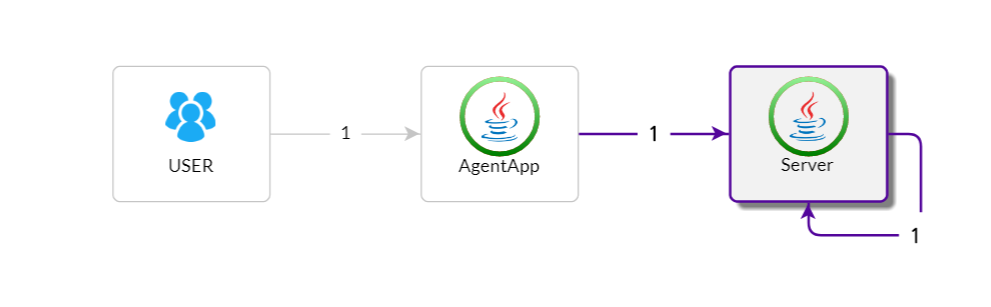 1
1
USER
AgentApp
Server
1